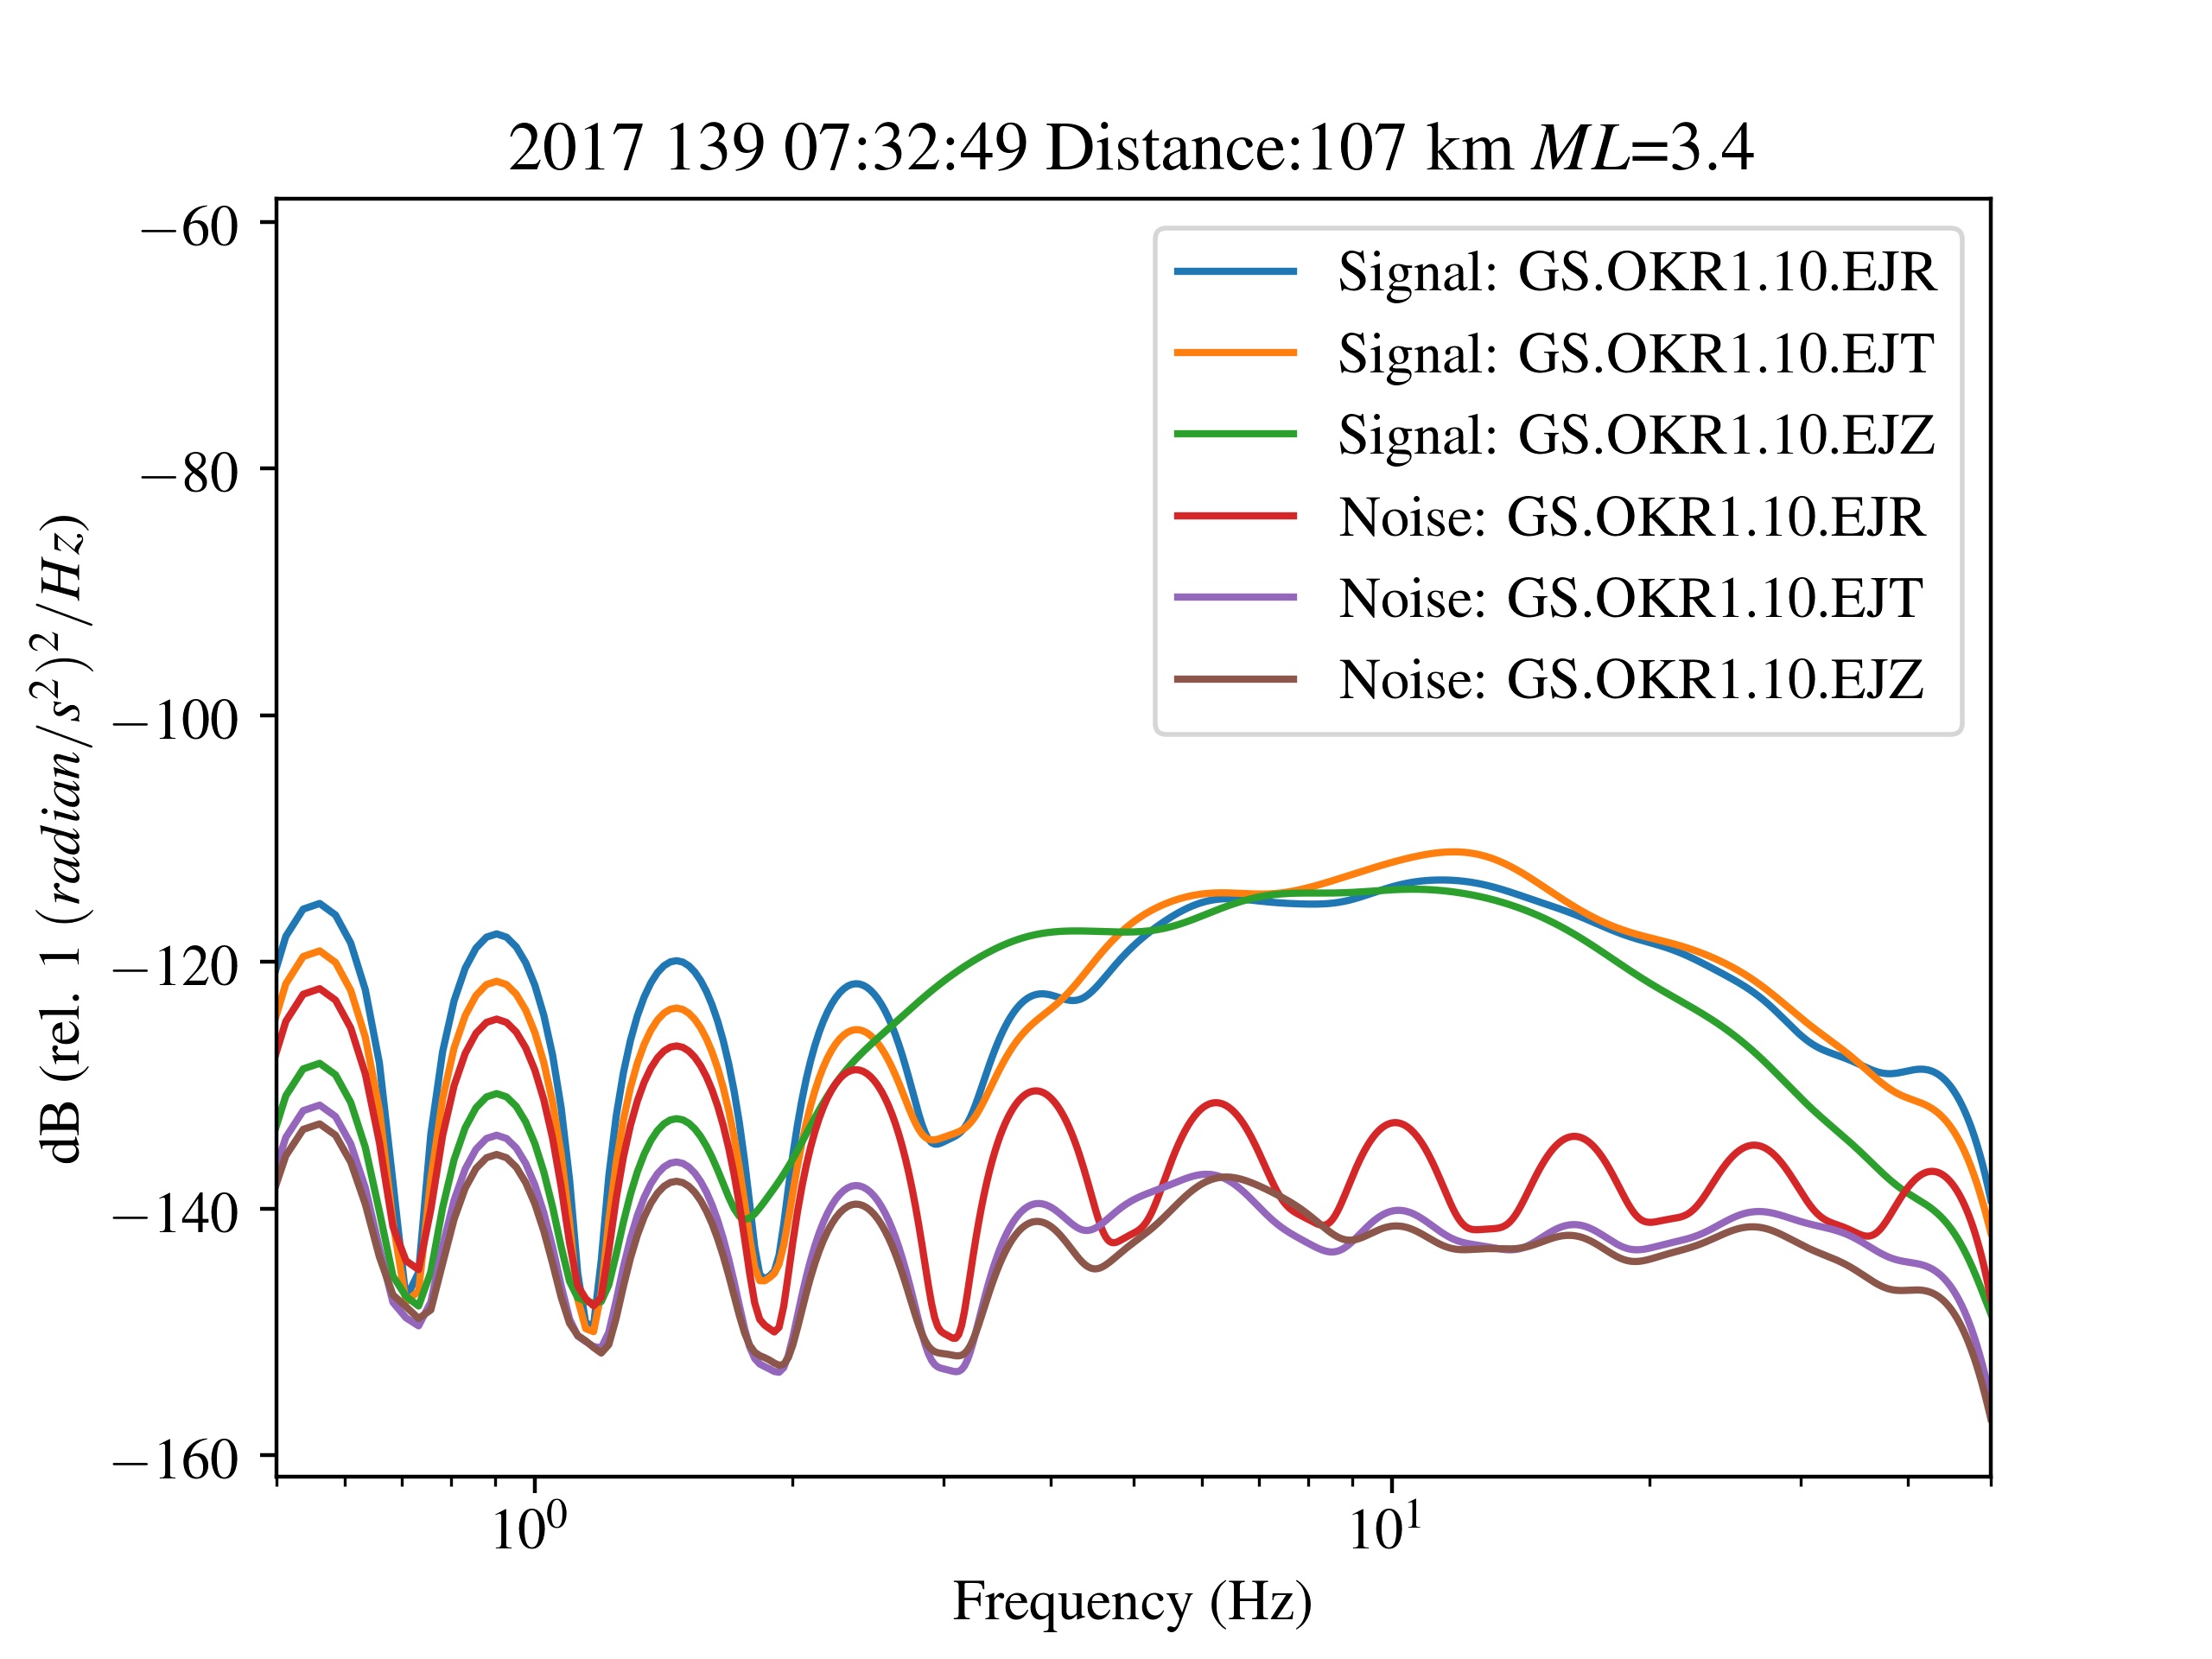 2017 139 07:32:49 Distance:107 km ML=3.4
dB (rel. 1 (radian/s²)²/Hz)
−60
−80
−100
−120
−140
−160
Signal: GS.OKR1.10.EJR
Signal: GS.OKR1.10.EJT
Signal: GS.OKR1.10.EJZ
Noise: GS.OKR1.10.EJR
Noise: GS.OKR1.10.EJT
Noise: GS.OKR1.10.EJZ
10⁰ 10¹
Frequency (Hz)